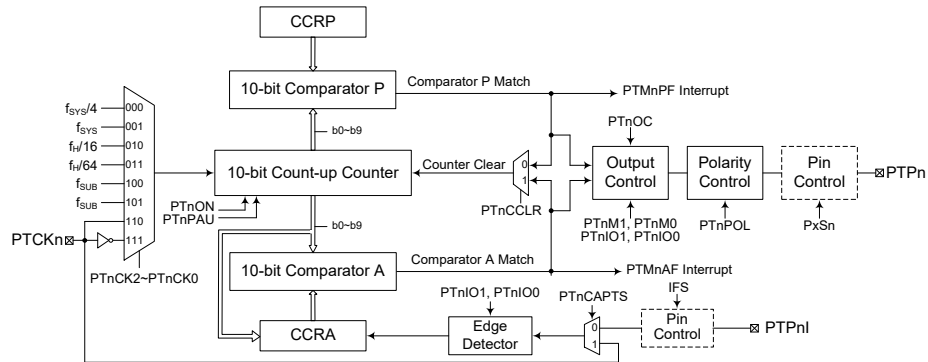 CCRP
10-bit Comparator P
Comparator P Match
PTMnPF Interrupt
b0~b9
PTnOC
fSYS/4
000
fSYS
001
fH/16
010
fH/64
011
fSUB
100
fSUB
101
110
111
10-bit Count-up Counter
Counter Clear
0
1
PTnCCLR
Output
Control
Polarity
Control
Pin
Control
PTPn
PTnON
PTnPAU
PTnM1, PTnM0
PTnIO1, PTnIO0
PTnPOL
PxSn
PTCKn
PTnCK2~PTnCK0
b0~b9
10-bit Comparator A
Comparator A Match
PTMnAF Interrupt
PTnIO1, PTnIO0
PTnCAPTS
IFS
CCRA
Edge
Detector
0
1
Pin
Control
PTPnI